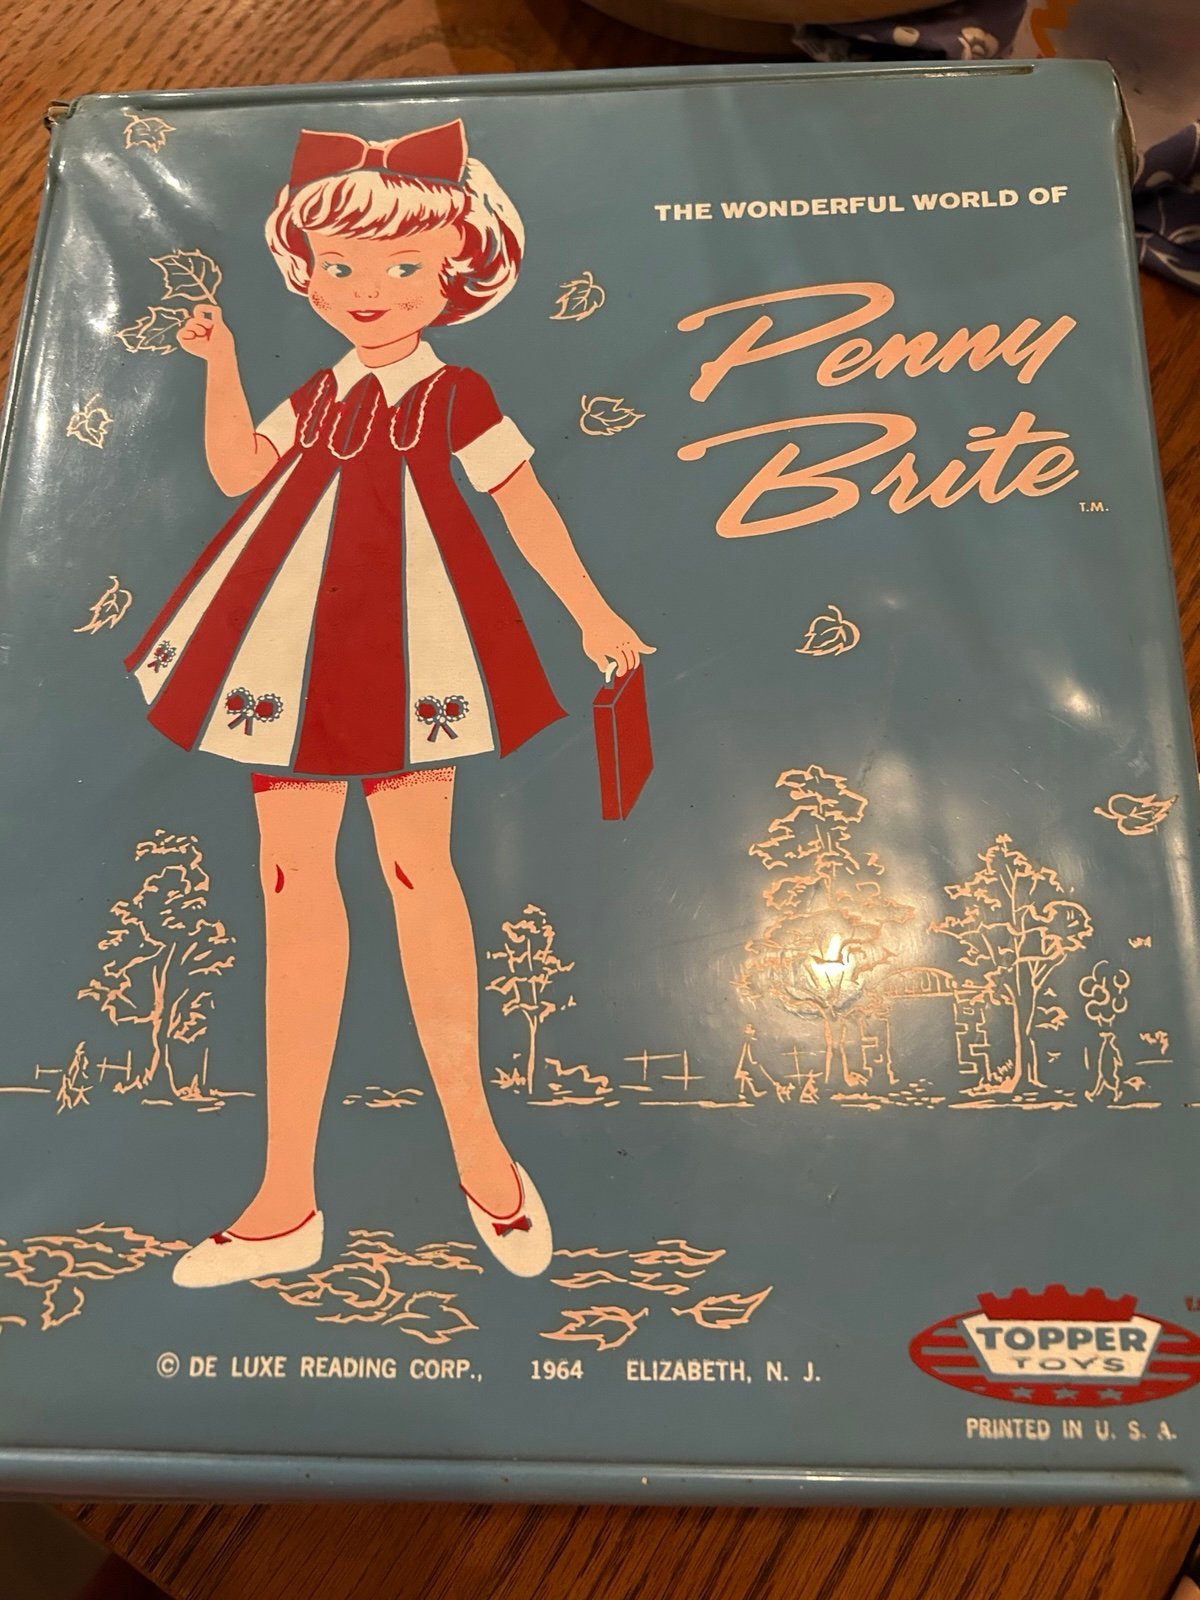 THE WONDERFUL WORLD OF
Penny
Brite
T.M.
© DE LUXE READING CORP., 1964 ELIZABETH, N. J.
TOPPER
TOYS
PRINTED IN U. S. A.